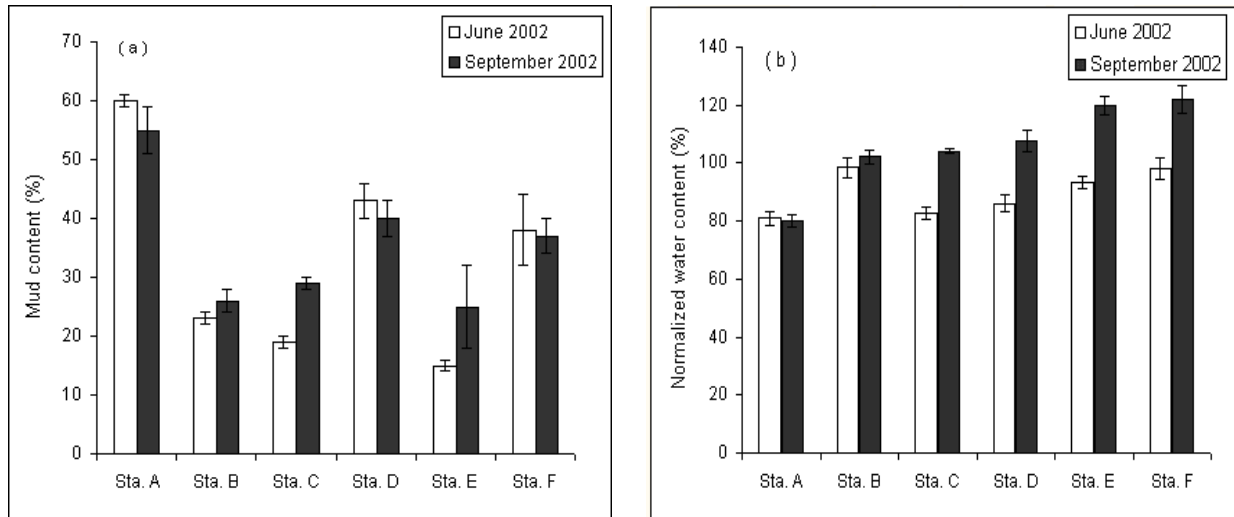 ( a )
June 2002
September 2002
Mud content (%)
70
60
50
40
30
20
10
0
Sta. A Sta. B Sta. C Sta. D Sta. E Sta. F
( b )
June 2002
September 2002
Normalized water content (%)
140
120
100
80
60
40
20
0
Sta. A Sta. B Sta. C Sta. D Sta. E Sta. F